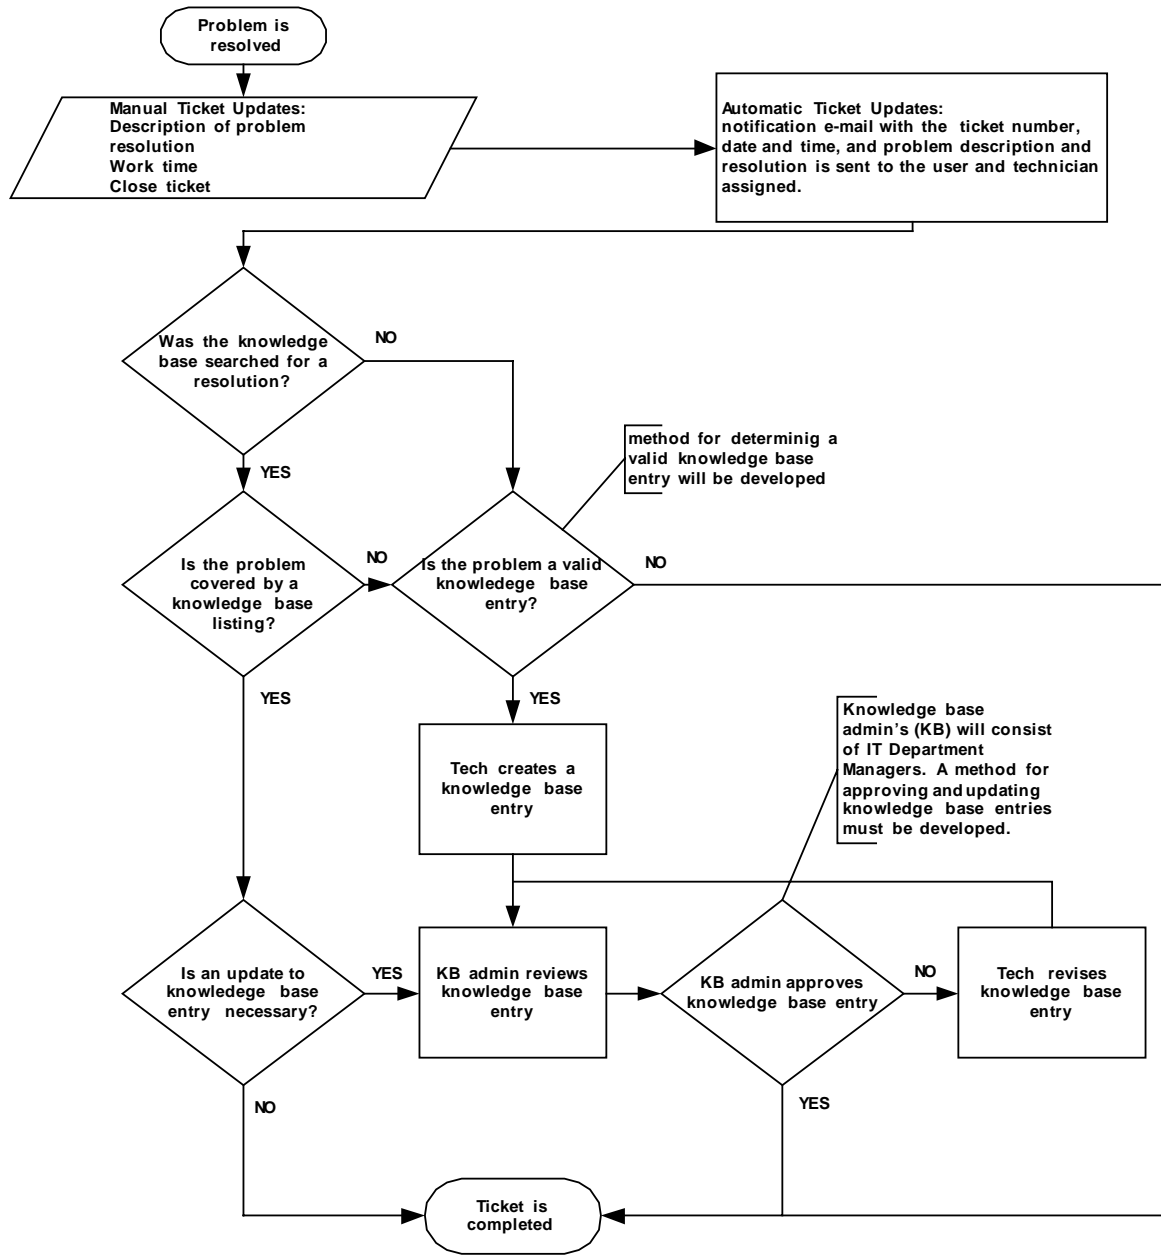 Problem is
resolved
Manual Ticket Updates:
Description of problem
resolution
Work time
Close ticket
Automatic Ticket Updates:
notification e-mail with the ticket number,
date and time, and problem description and
resolution is sent to the user and technician
assigned.
Was the knowledge
base searched for a
resolution?
NO
YES
method for determinig a
valid knowledge base
entry will be developed
Is the problem
covered by a
knowledge base
listing?
NO
Is the problem a valid
knowledege base
entry?
NO
YES
YES
Tech creates a
knowledge base
entry
Knowledge base
admin's (KB) will consist
of IT Department
Managers. A method for
approving and updating
knowledge base entries
must be developed.
Is an update to
knowledege base
entry necessary?
YES
KB admin reviews
knowledge base
entry
KB admin approves
knowledge base entry
NO
Tech revises
knowledge base
entry
NO
YES
Ticket is
completed